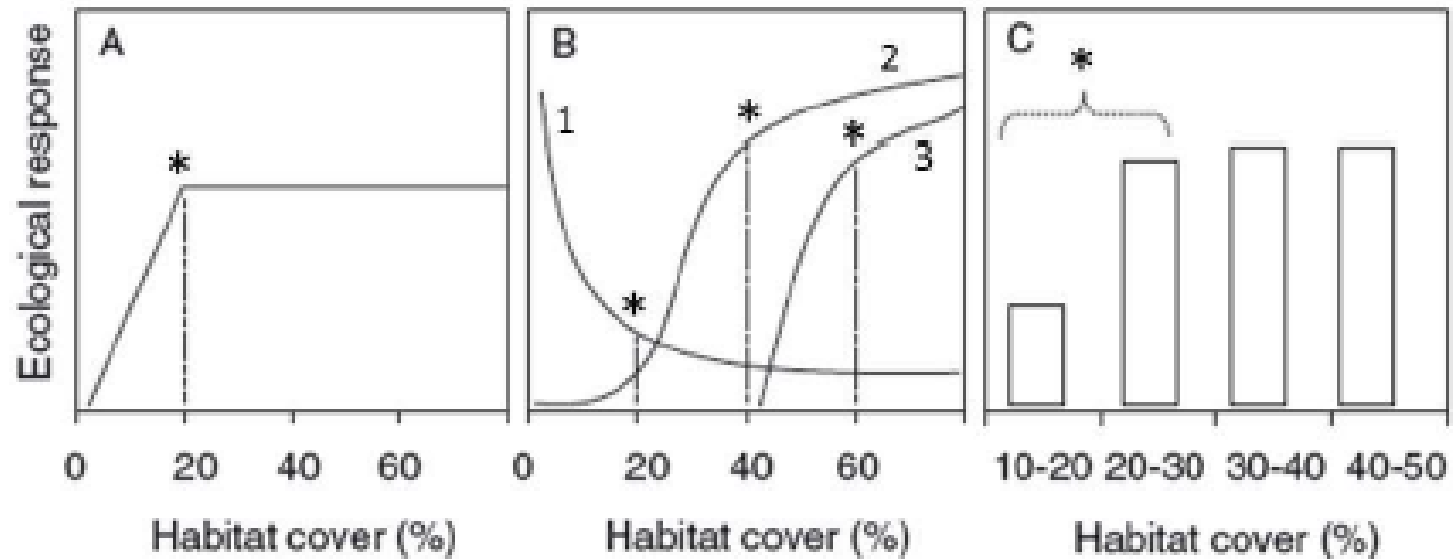 Ecological response
A
*
0 20 40 60
Habitat cover (%)
B
1
2
3
*
*
*
0 20 40 60
Habitat cover (%)
C
*
10-20 20-30 30-40 40-50
Habitat cover (%)